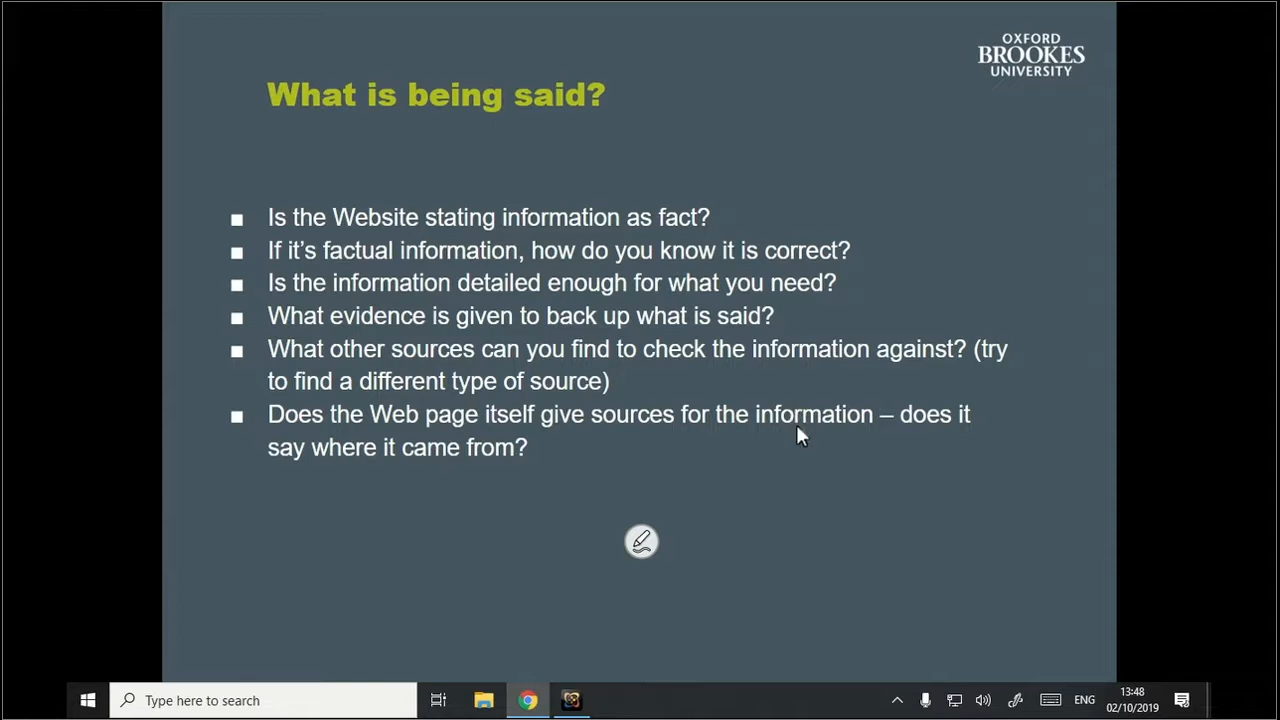 OXFORD
BROOKES
UNIVERSITY
What is being said?
Is the Website stating information as fact?
If it's factual information, how do you know it is correct?
Is the information detailed enough for what you need?
What evidence is given to back up what is said?
What other sources can you find to check the information against? (try
to find a different type of source)
Does the Web page itself give sources for the information – does it
say where it came from?
Type here to search
ENG
13:48
02/10/2019